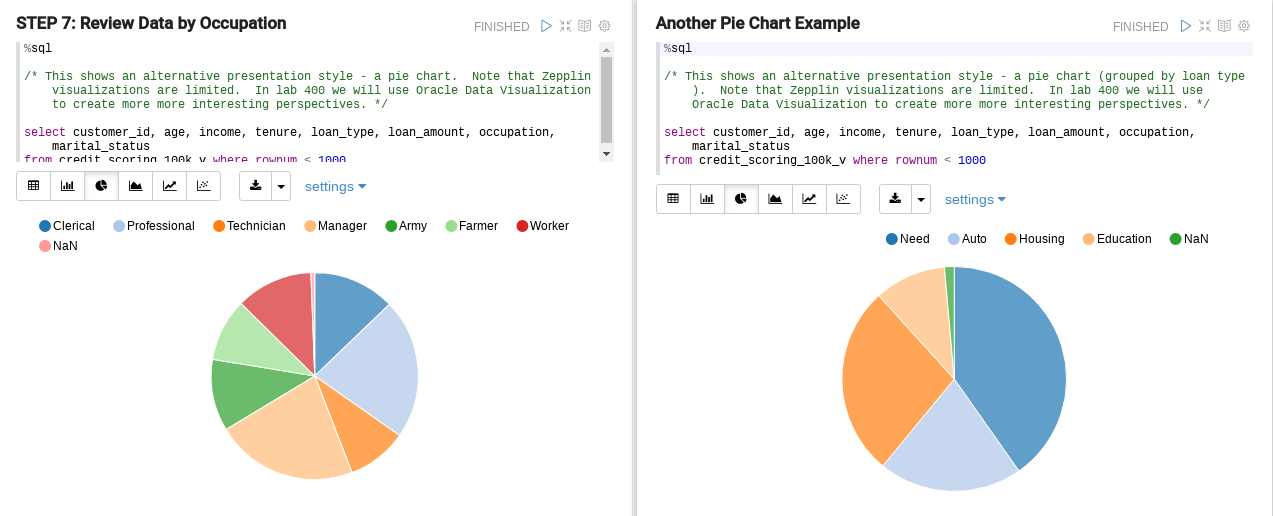 STEP 7: Review Data by Occupation
FINISHED
%sql
/* This shows an alternative presentation style - a pie chart.  Note that Zepplin
visualizations are limited.  In lab 400 we will use Oracle Data Visualization
to create more more interesting perspectives. */
select customer_id, age, income, tenure, loan_type, loan_amount, occupation,
marital_status
from credit_scoring_100k_v where rownum < 1000
settings
Clerical Professional Technician Manager Army Farmer Worker
NaN
Another Pie Chart Example
FINISHED
%sql
/* This shows an alternative presentation style - a pie chart (grouped by loan type
).  Note that Zepplin visualizations are limited.  In lab 400 we will use
Oracle Data Visualization to create more more interesting perspectives. */
select customer_id, age, income, tenure, loan_type, loan_amount, occupation,
marital_status
from credit_scoring_100k_v where rownum < 1000
settings
Need Auto Housing Education NaN